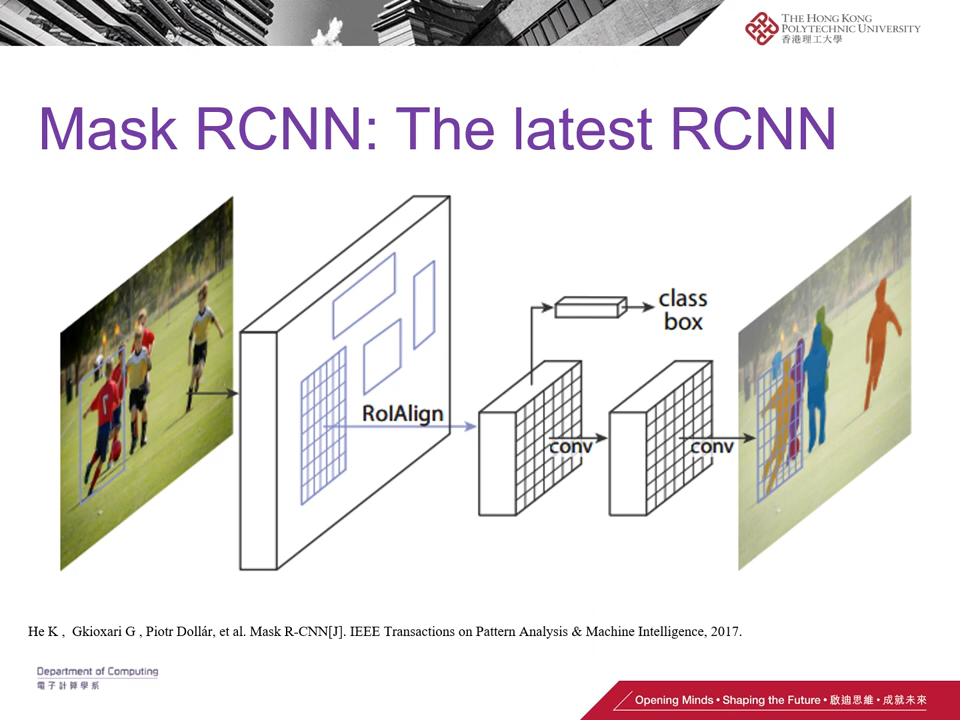 THE HONG KONG
POLYTECHNIC UNIVERSITY
香港理工大學
Mask RCNN: The latest RCNN
class
box
RoIAlign
conv
conv
He K , Gkioxari G , Piotr Dollár, et al. Mask R-CNN[J]. IEEE Transactions on Pattern Analysis & Machine Intelligence, 2017.
Department of Computing
電子計算學系
Opening Minds • Shaping the Future • 啟迪思維 • 成就未來